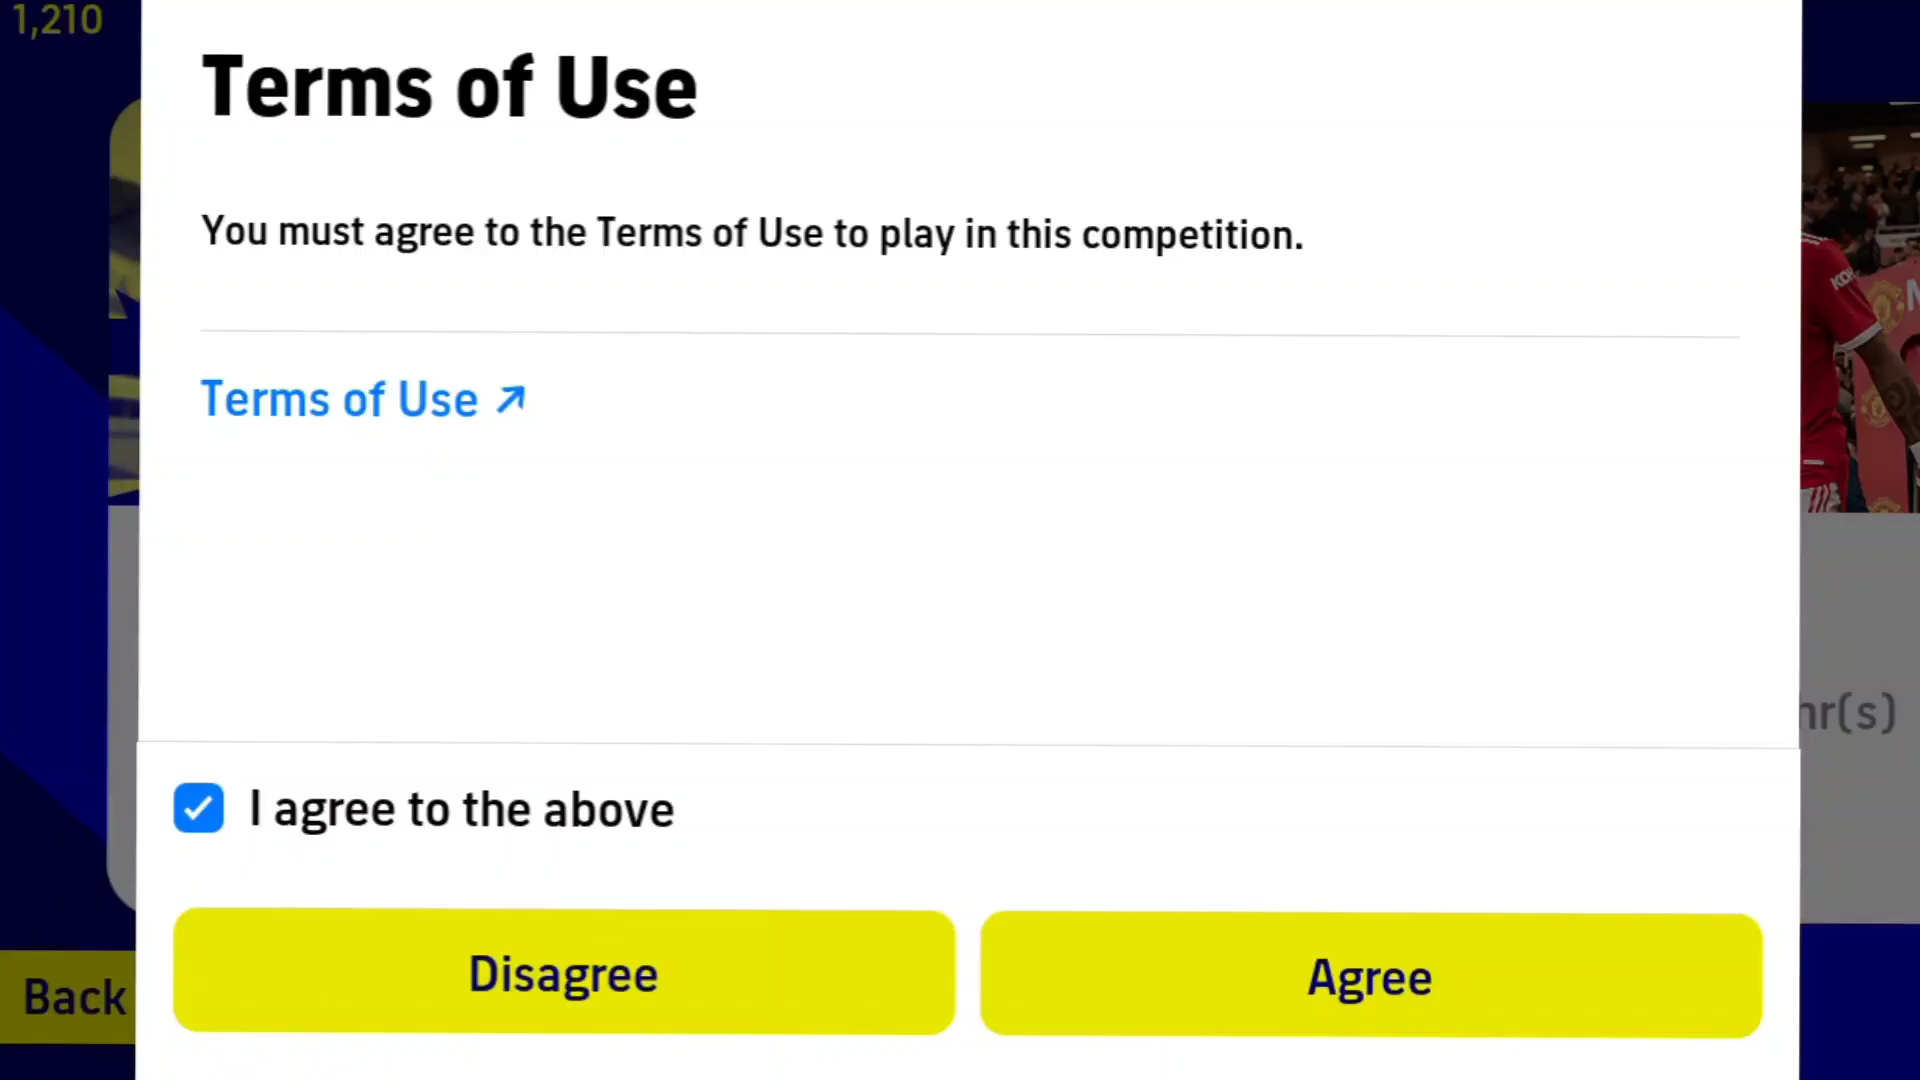 1,210
Terms of Use
You must agree to the Terms of Use to play in this competition.
Terms of Use ↗
hr(s)
I agree to the above
Disagree
Agree
Back